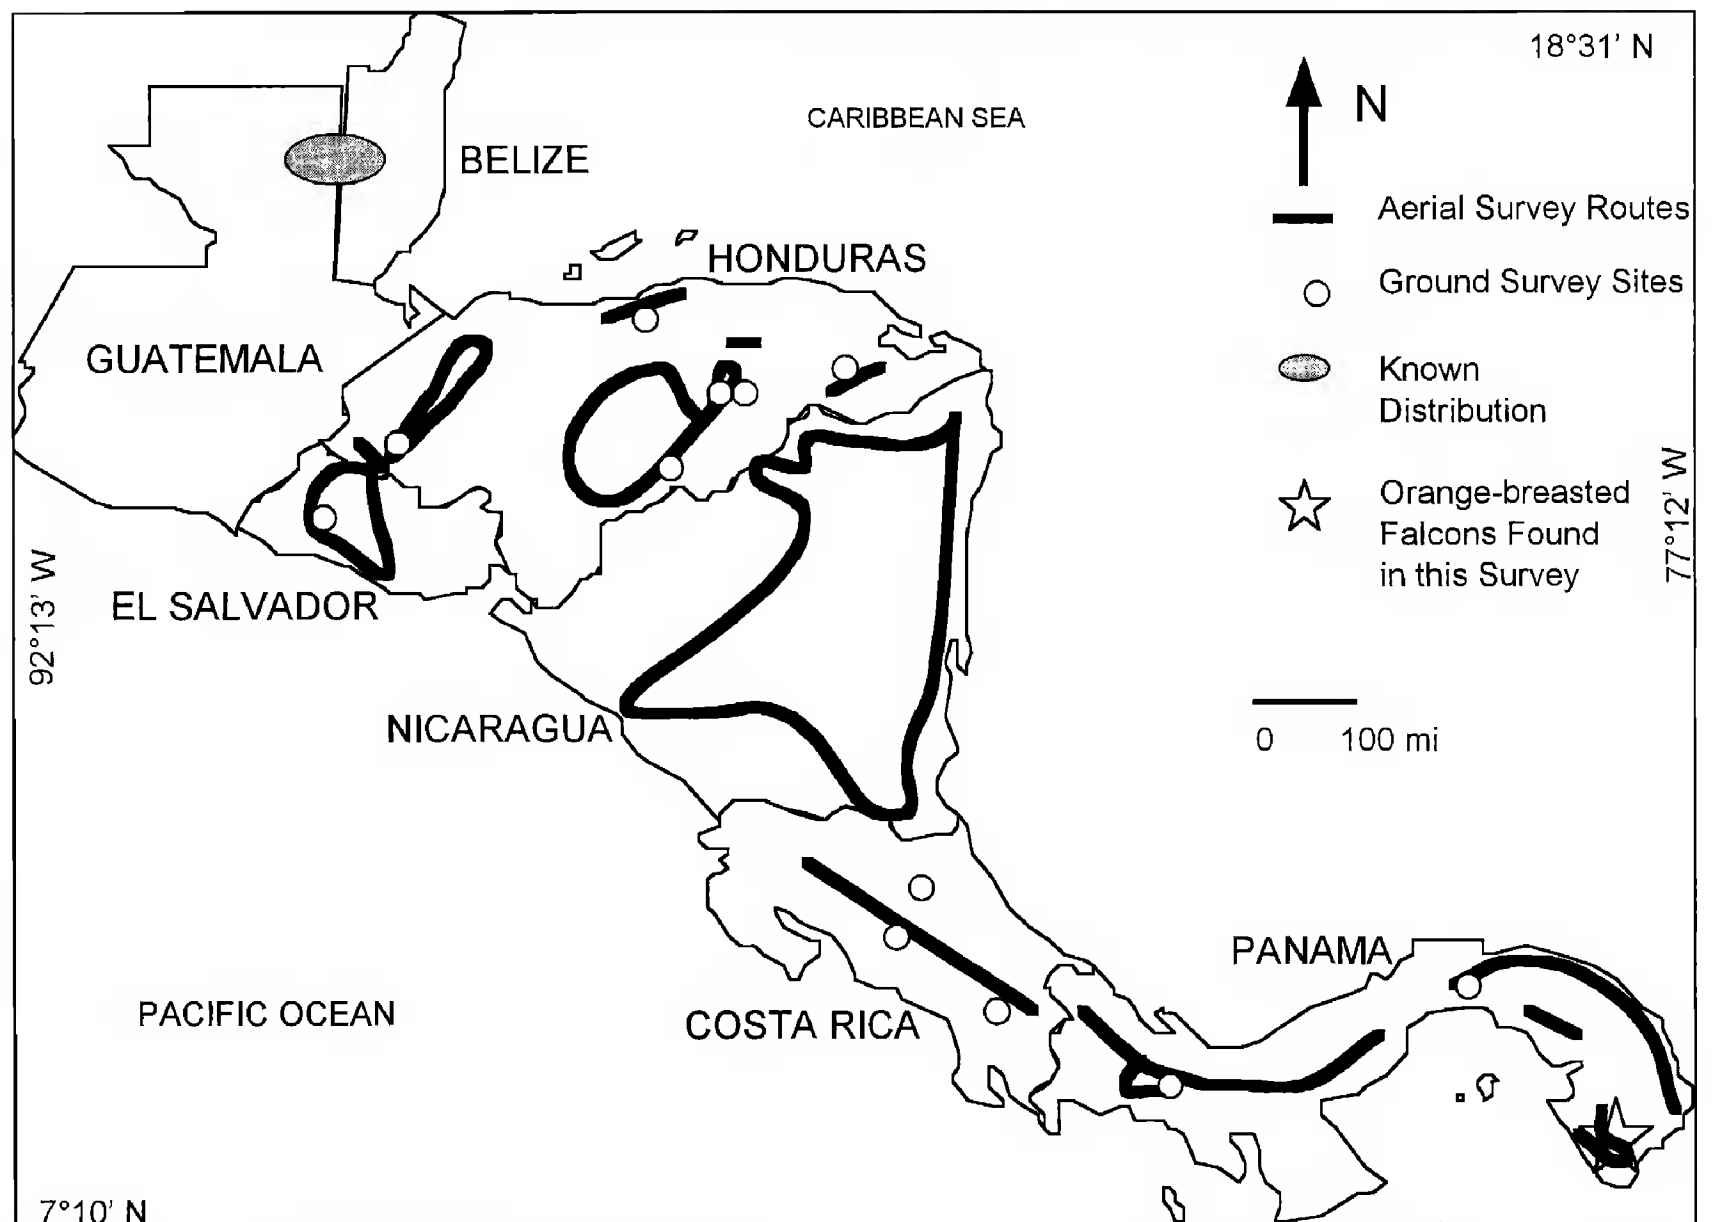 18°31' N
N
CARIBBEAN SEA
BELIZE
Aerial Survey Routes
HONDURAS
Ground Survey Sites
GUATEMALA
Known
Distribution
Orange-breasted
Falcons Found
in this Survey
77°12' W
92°13' W
EL SALVADOR
NICARAGUA
0 100 mi
PANAMA
PACIFIC OCEAN
COSTA RICA
7°10' N